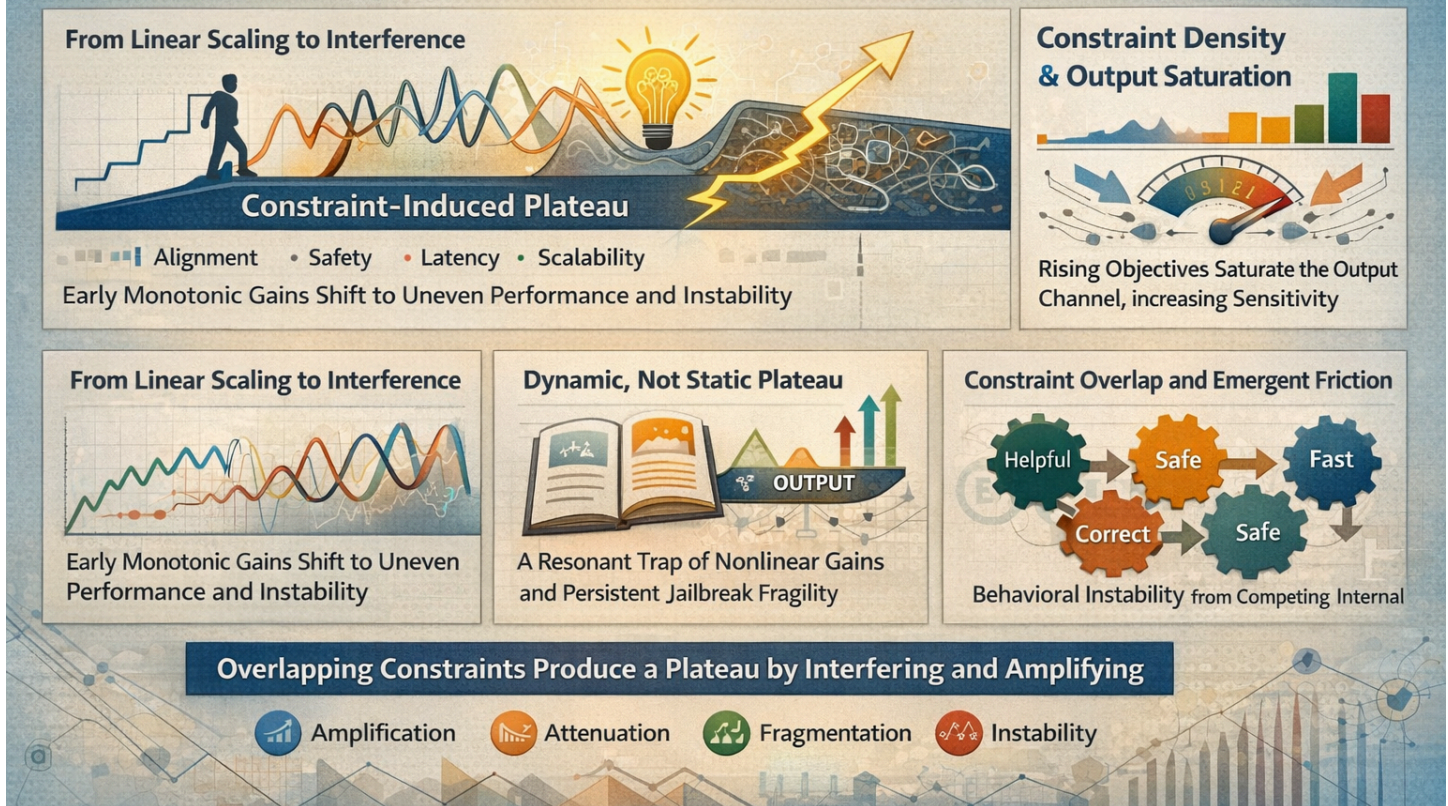 From Linear Scaling to Interference
Constraint-Induced Plateau
Alignment • Safety • Latency • Scalability
Early Monotonic Gains Shift to Uneven Performance and Instability
Constraint Density
& Output Saturation
Rising Objectives Saturate the Output
Channel, increasing Sensitivity
From Linear Scaling to Interference
Early Monotonic Gains Shift to Uneven
Performance and Instability
Dynamic, Not Static Plateau
OUTPUT
A Resonant Trap of Nonlinear Gains
and Persistent Jailbreak Fragility
Constraint Overlap and Emergent Friction
Helpful
Safe
Fast
Correct
Safe
Behavioral Instability from Competing Internal
Overlapping Constraints Produce a Plateau by Interfering and Amplifying
Amplification
Attenuation
Fragmentation
Instability